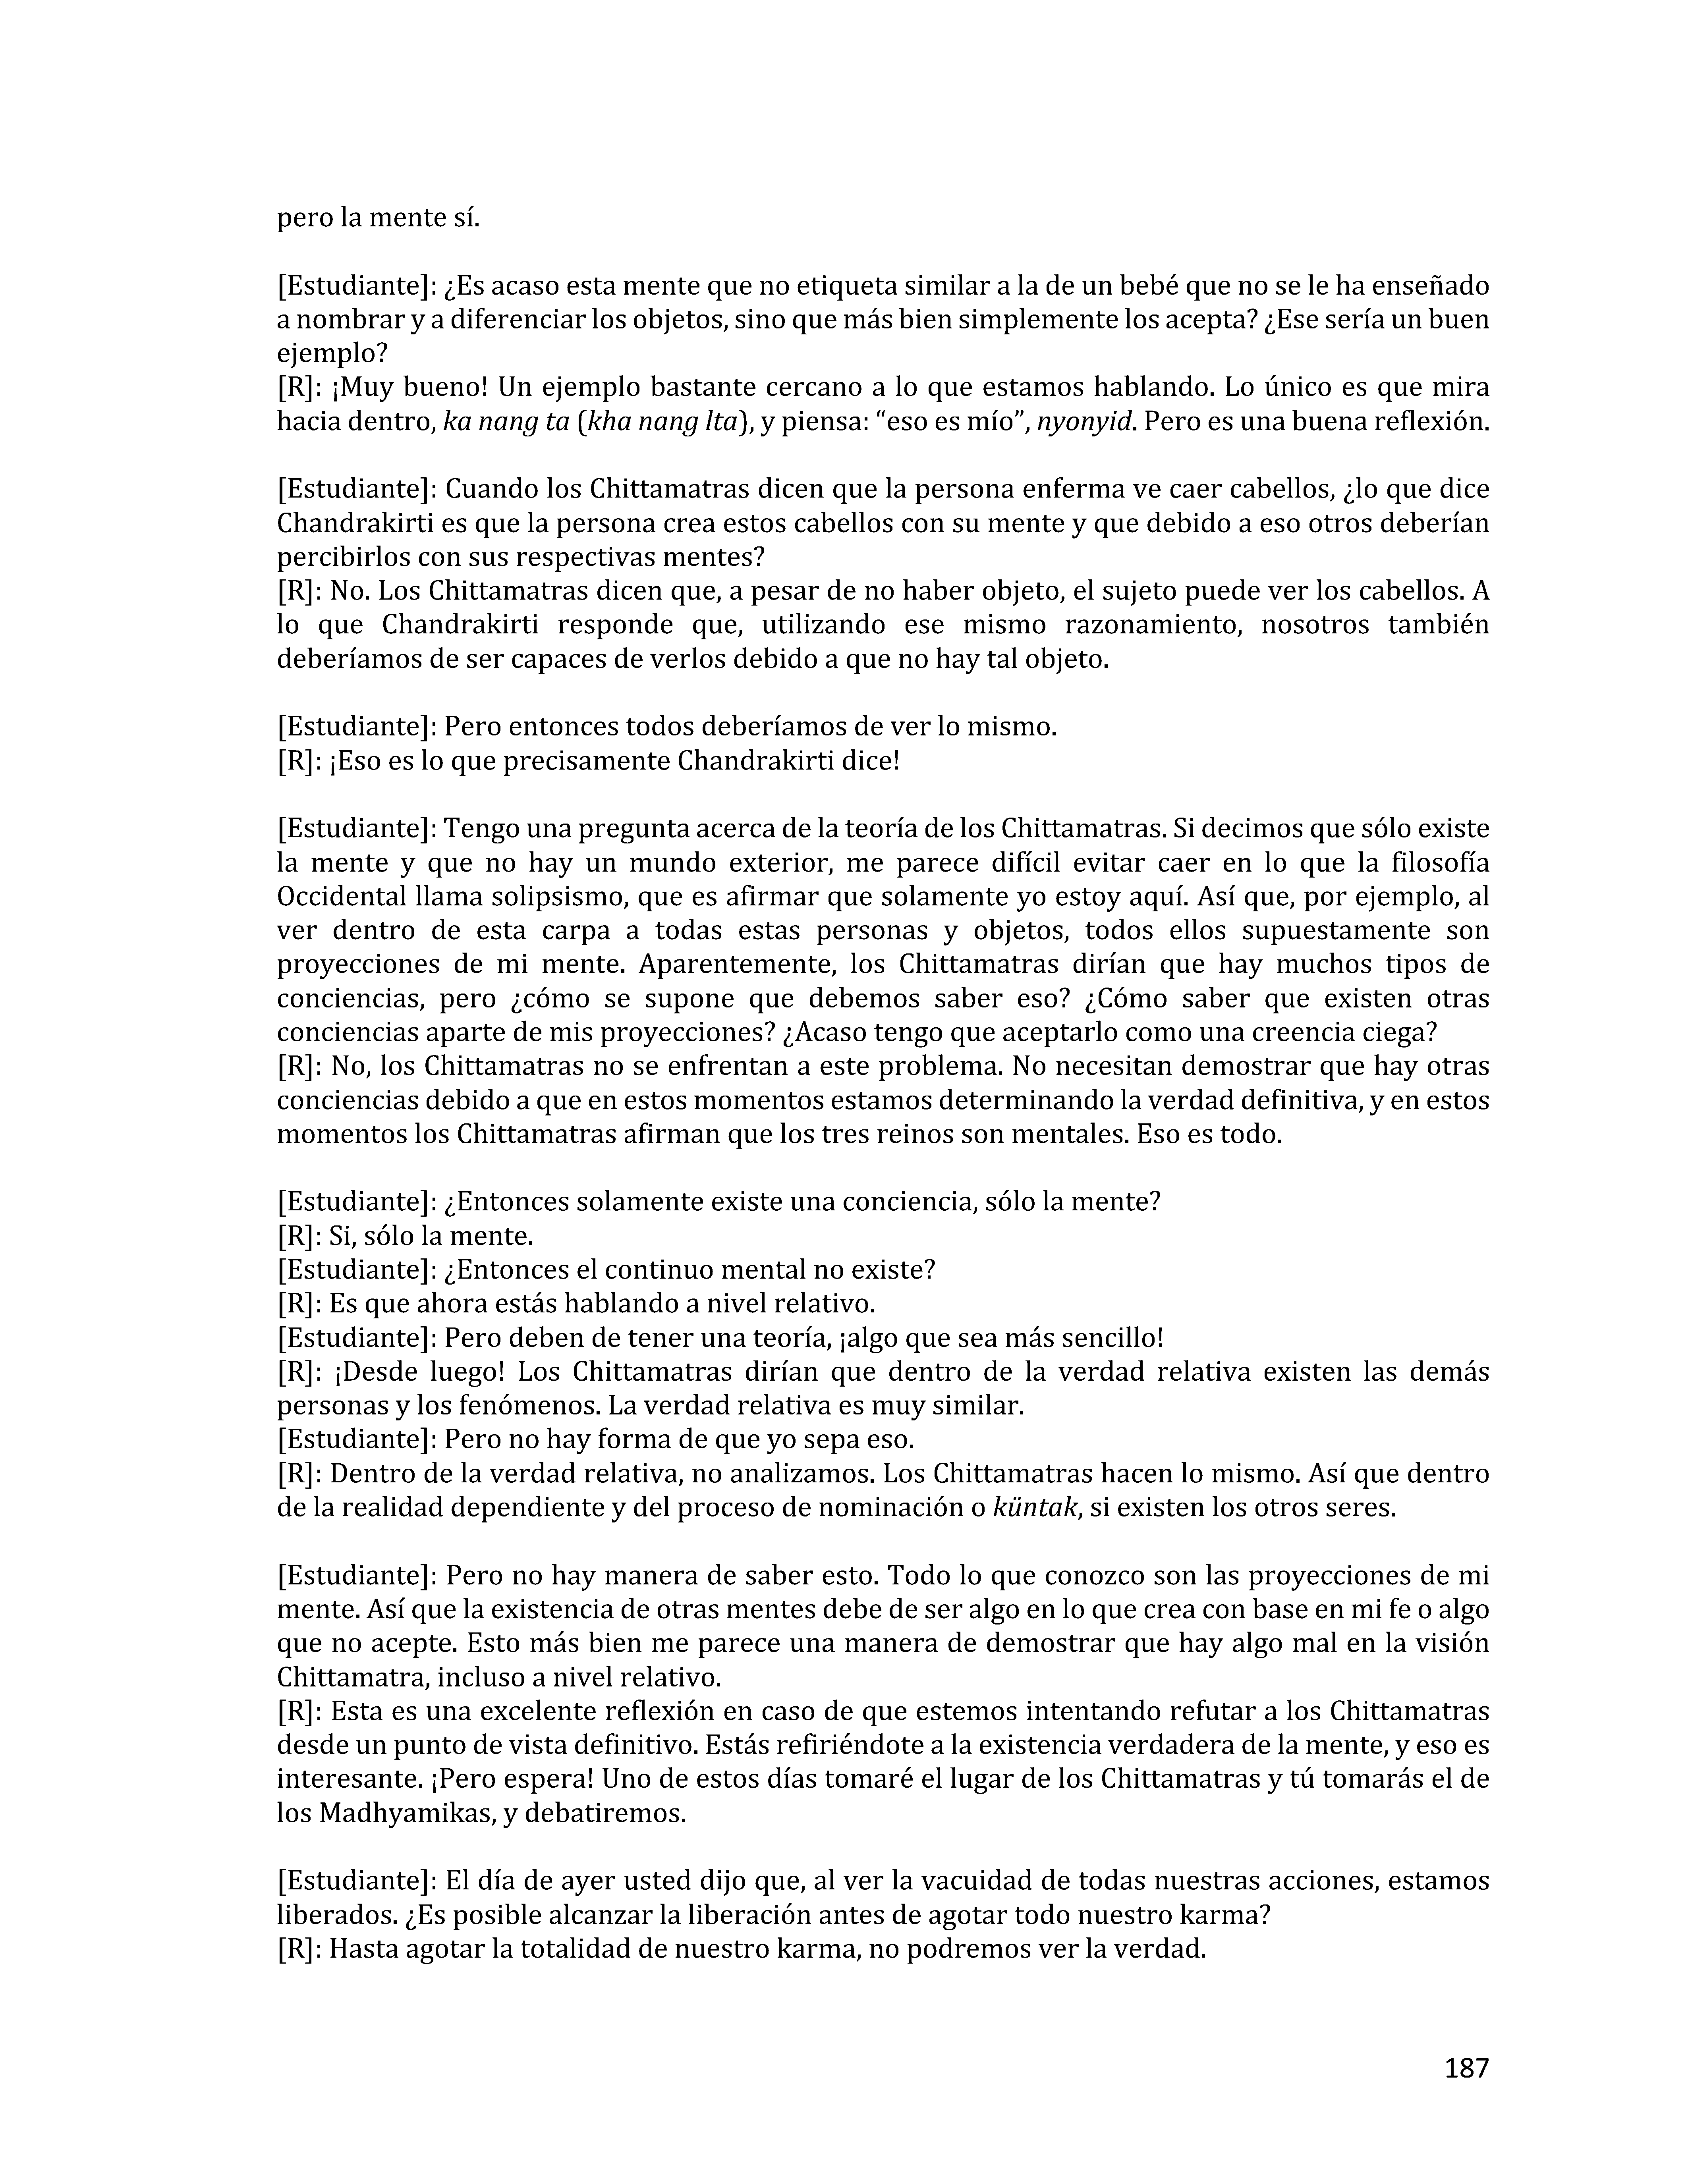 pero la mente sí.
[Estudiante]: ¿Es acaso esta mente que no etiqueta similar a la de un bebé que no se le ha enseñado
a nombrar y a diferenciar los objetos, sino que más bien simplemente los acepta? ¿Ese sería un buen
ejemplo?
[R]: ¡Muy bueno! Un ejemplo bastante cercano a lo que estamos hablando. Lo único es que mira
hacia dentro, ka nang ta (kha nang lta), y piensa: “eso es mío”, nyonyid. Pero es una buena reflexión.
[Estudiante]: Cuando los Chittamatras dicen que la persona enferma ve caer cabellos, ¿lo que dice
Chandrakirti es que la persona crea estos cabellos con su mente y que debido a eso otros deberían
percibirlos con sus respectivas mentes?
[R]: No. Los Chittamatras dicen que, a pesar de no haber objeto, el sujeto puede ver los cabellos. A
lo que Chandrakirti responde que, utilizando ese mismo razonamiento, nosotros también
deberíamos de ser capaces de verlos debido a que no hay tal objeto.
[Estudiante]: Pero entonces todos deberíamos de ver lo mismo.
[R]: ¡Eso es lo que precisamente Chandrakirti dice!
[Estudiante]: Tengo una pregunta acerca de la teoría de los Chittamatras. Si decimos que sólo existe
la mente y que no hay un mundo exterior, me parece difícil evitar caer en lo que la filosofía
Occidental llama solipsismo, que es afirmar que solamente yo estoy aquí. Así que, por ejemplo, al
ver dentro de esta carpa a todas estas personas y objetos, todos ellos supuestamente son
proyecciones de mi mente. Aparentemente, los Chittamatras dirían que hay muchos tipos de
conciencias, pero ¿cómo se supone que debemos saber eso? ¿Cómo saber que existen otras
conciencias aparte de mis proyecciones? ¿Acaso tengo que aceptarlo como una creencia ciega?
[R]: No, los Chittamatras no se enfrentan a este problema. No necesitan demostrar que hay otras
conciencias debido a que en estos momentos estamos determinando la verdad definitiva, y en estos
momentos los Chittamatras afirman que los tres reinos son mentales. Eso es todo.
[Estudiante]: ¿Entonces solamente existe una conciencia, sólo la mente?
[R]: Si, sólo la mente.
[Estudiante]: ¿Entonces el continuo mental no existe?
[R]: Es que ahora estás hablando a nivel relativo.
[Estudiante]: Pero deben de tener una teoría, ¡algo que sea más sencillo!
[R]: ¡Desde luego! Los Chittamatras dirían que dentro de la verdad relativa existen las demás
personas y los fenómenos. La verdad relativa es muy similar.
[Estudiante]: Pero no hay forma de que yo sepa eso.
[R]: Dentro de la verdad relativa, no analizamos. Los Chittamatras hacen lo mismo. Así que dentro
de la realidad dependiente y del proceso de nominación o küntak, si existen los otros seres.
[Estudiante]: Pero no hay manera de saber esto. Todo lo que conozco son las proyecciones de mi
mente. Así que la existencia de otras mentes debe de ser algo en lo que crea con base en mi fe o algo
que no acepte. Esto más bien me parece una manera de demostrar que hay algo mal en la visión
Chittamatra, incluso a nivel relativo.
[R]: Esta es una excelente reflexión en caso de que estemos intentando refutar a los Chittamatras
desde un punto de vista definitivo. Estás refiriéndote a la existencia verdadera de la mente, y eso es
interesante. ¡Pero espera! Uno de estos días tomaré el lugar de los Chittamatras y tú tomarás el de
los Madhyamikas, y debatiremos.
[Estudiante]: El día de ayer usted dijo que, al ver la vacuidad de todas nuestras acciones, estamos
liberados. ¿Es posible alcanzar la liberación antes de agotar todo nuestro karma?
[R]: Hasta agotar la totalidad de nuestro karma, no podremos ver la verdad.
187